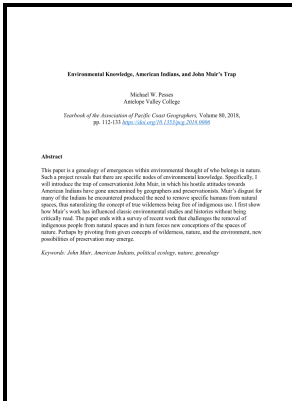 Environmental Knowledge, American Indians, and John Muir's Trap
Michael W. Pesses
Antelope Valley College
Yearbook of the Association of Pacific Coast Geographers, Volume 80, 2018,
pp. 112-133 https://doi.org/10.1353/pcg.2018.0006
Abstract
This paper is a genealogy of emergences within environmental thought of who belongs in nature.
Such a project reveals that there are specific nodes of environmental knowledge. Specifically, I
will introduce the trap of conservationist John Muir, in which his hostile attitudes towards
American Indians have gone unexamined by geographers and preservationists. Muir's disgust for
many of the Indians he encountered produced the need to remove specific humans from natural
spaces, thus naturalizing the concept of true wilderness being free of indigenous use. I first show
how Muir's work has influenced classic environmental studies and histories without being
critically read. The paper ends with a survey of recent work that challenges the removal of
indigenous people from natural spaces and in turn forces new conceptions of the spaces of
nature. Perhaps by pivoting from given concepts of wilderness, nature, and the environment, new
possibilities of preservation may emerge.
Keywords: John Muir, American Indians, political ecology, nature, genealogy